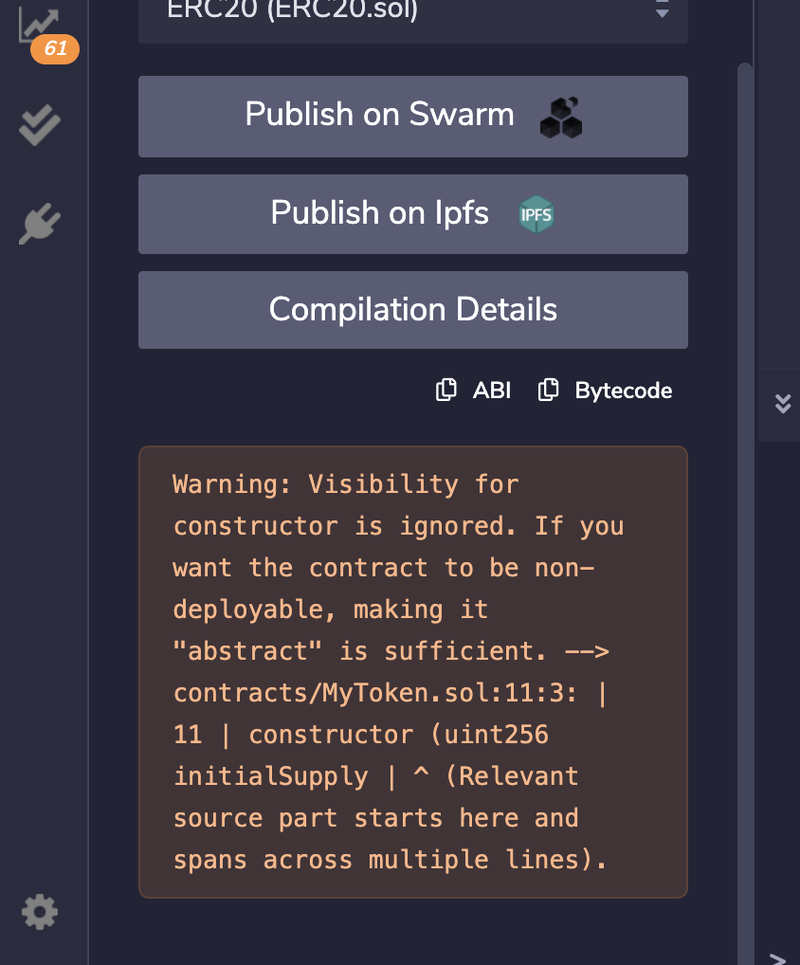 ERC20 (ERC20.sol)
61
Publish on Swarm
Publish on Ipfs IPFS
Compilation Details
ABI Bytecode
Warning: Visibility for
constructor is ignored. If you
want the contract to be non-
deployable, making it
"abstract" is sufficient. -->
contracts/MyToken.sol:11:3: |
11 | constructor (uint256
initialSupply | ^ (Relevant
source part starts here and
spans across multiple lines).
>